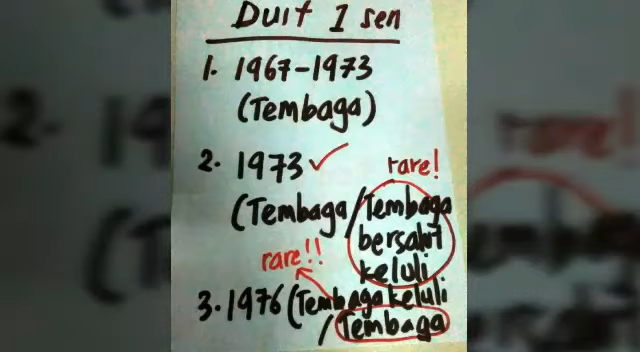 Duit 1 sen
1. 1967-1973
(Tembaga)
2. 1973 ✓ rare!
(Tembaga/Tembaga
bersalut
keluli
rare!!
3. 1976 (Tembaga keluli
/Tembaga